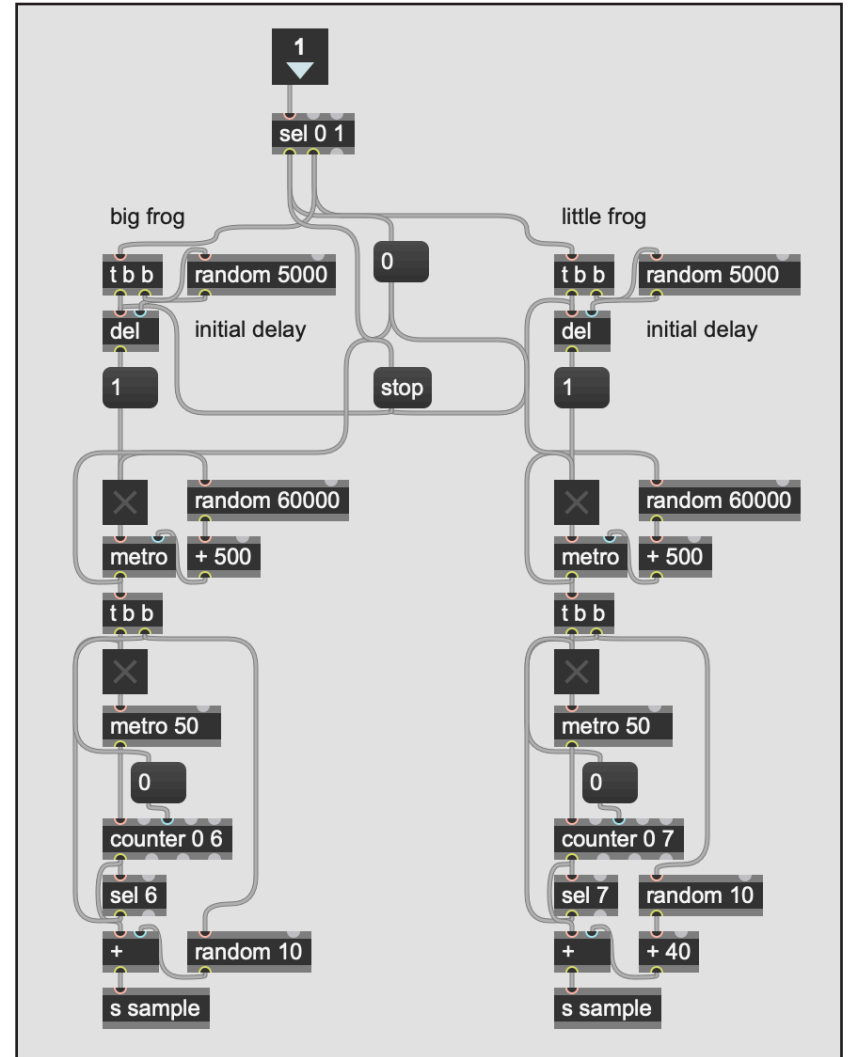 1
sel 0 1
big frog
little frog
t b b
random 5000
0
t b b
random 5000
del
initial delay
del
initial delay
1
stop
1
random 60000
random 60000
metro
+ 500
metro
+ 500
t b b
t b b
metro 50
metro 50
0
0
counter 0 6
counter 0 7
sel 6
sel 7
random 10
+
random 10
+
+ 40
s sample
s sample